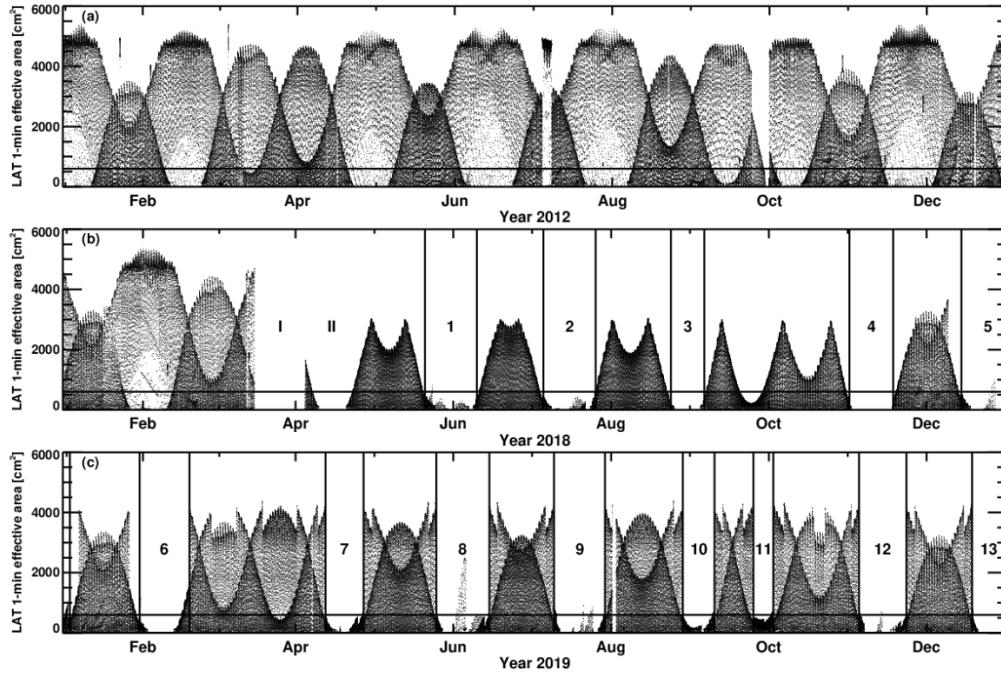 (a)
LAT 1-min effective area [cm²]
6000
4000
2000
0
Feb Apr Jun Aug Oct Dec
Year 2012
(b)
LAT 1-min effective area [cm²]
6000
4000
2000
0
I II 1 2 3 4 5
Feb Apr Jun Aug Oct Dec
Year 2018
(c)
LAT 1-min effective area [cm²]
6000
4000
2000
0
6 7 8 9 10 11 12 13
Feb Apr Jun Aug Oct Dec
Year 2019